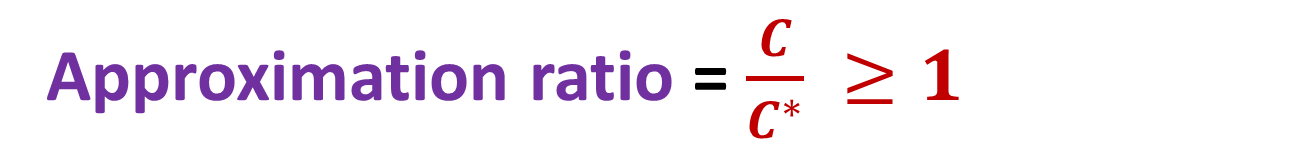 Approximation ratio = C/C* ≥ 1